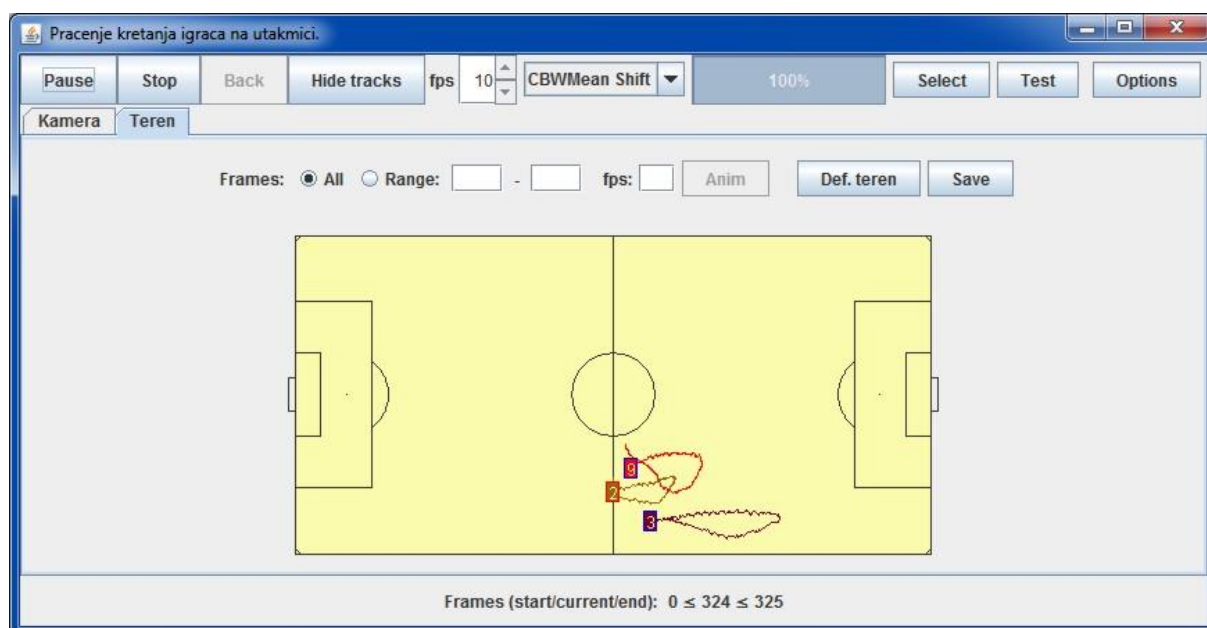 Pracenje kretanja igraca na utakmici.
Pause Stop Back Hide tracks fps 10 CBWMean Shift 100% Select Test Options
Kamera Teren
Frames: All Range: - fps: Anim Def. teren Save
9
2
3
Frames (start/current/end): 0 ≤ 324 ≤ 325